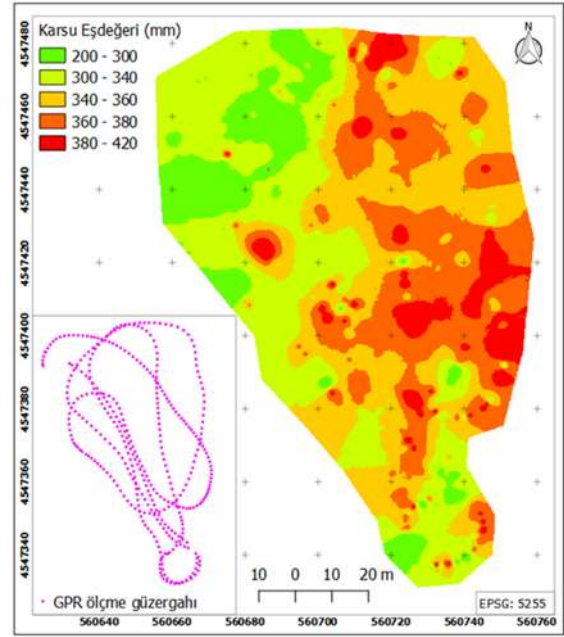 Karsu Eşdeğeri (mm)
200 - 300
300 - 340
340 - 360
360 - 380
380 - 420
N
4547480
4547460
4547440
4547420
4547400
4547380
4547360
4547340
10 0 10 20 m
GPR ölçme güzergahı
EPSG: 5255
560640 560660 560680 560700 560720 560740 560760